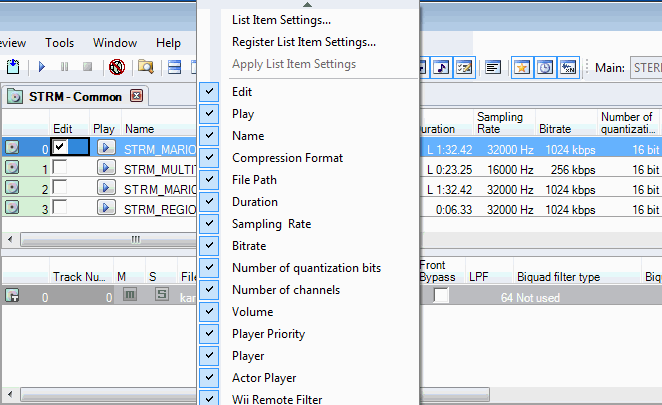 List Item Settings...
Register List Item Settings...
Apply List Item Settings
Edit
Play
Name
Compression Format
File Path
Duration
Sampling Rate
Bitrate
Number of quantization bits
Number of channels
Volume
Player Priority
Player
Actor Player
Wii Remote Filter
eview Tools Window Help
Main: STER
STRM - Common
Edit Play Name uration Sampling Rate Bitrate Number of quantizati...
0 STRM_MARIO L 1:32.42 32000 Hz 1024 kbps 16 bit
1 STRM_MULTI L 0:23.25 16000 Hz 256 kbps 16 bit
2 STRM_MARIO L 1:32.42 32000 Hz 1024 kbps 16 bit
3 STRM_REGIO 0:06.33 32000 Hz 1024 kbps 16 bit
Track Nu... M S File Front Bypass LPF Biquad filter type Biqu
0 0 m S kar 64 Not used